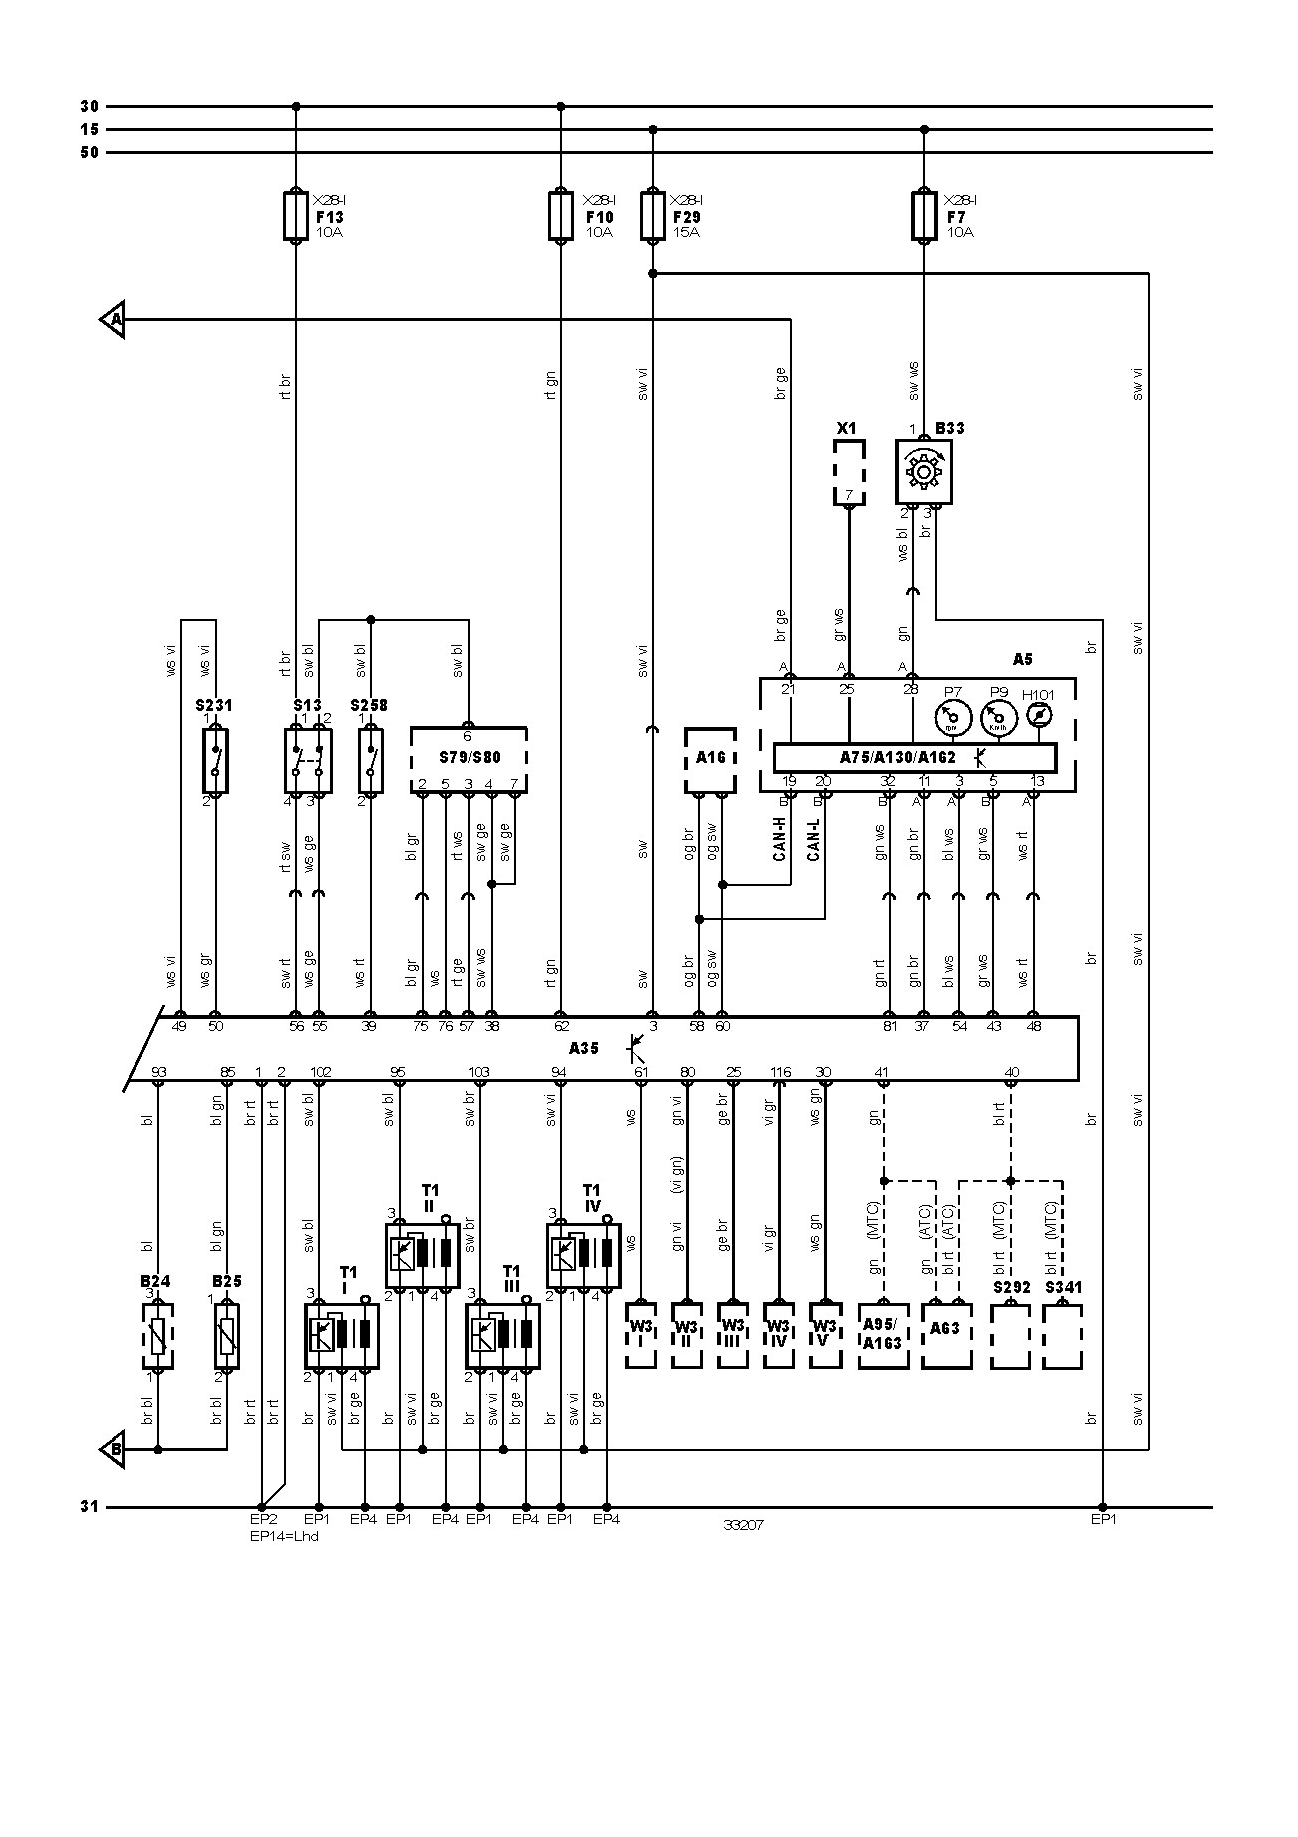 30
15
50
X28-I X28-I X28-I X28-I
F13 F10 F29 F7
10A 10A 15A 10A
A
rt br rt gn sw vi br ge sw ws sw vi
X1 1 B33
7
2 3
ws bl br
ws vi ws vi rt br sw bl sw bl sw bl sw vi br ge gr ws gn br sw vi
A5
A A A
21 25 28 P7 P9 H101
rpm Km/h
S231 S13 S258
1 1 2 1
6
S79/S80 A16 A75/A130/A162
2 5 3 4 7 19 20 32 11 3 5 13
2 4 3 2 B B B A A B A
CAN-H CAN-L
rt sw ws ge bl gr rt ws sw ge sw ge sw og br og sw gn ws gn br bl ws gr ws ws rt
ws vi ws gr sw rt ws ge ws rt bl gr ws rt ge sw ws rt gn sw og br og sw gn rt gn br bl ws gr ws ws rt br sw vi
49 50 56 55 39 75 76 57 38 62 3 58 60 81 37 54 43 48
A35
93 85 1 2 102 95 103 94 61 80 25 116 30 41 40
bl bl gn br rt br rt sw bl sw bl sw br sw vi ws gn vi ge br vi gr ws gn gn bl rt br sw vi
(vi gn)
T1
II
T1
IV
3 3
bl bl gn sw bl sw br ws gn vi ge br vi gr ws gn gn (MTC) gn (ATC) bl rt (ATC) bl rt (MTC) bl rt (MTC)
B24 B25 T1
I
T1
III
S292 S341
3 1 3 2 1 4 3 2 1 4
W3
I
W3
II
W3
III
W3
IV
W3
V
A95/
A163
A63
1 2 2 1 4 2 1 4
br bl br bl br rt br rt br sw vi br ge br sw vi br ge br sw vi br ge br sw vi br ge br sw vi
B
31
EP2 EP1 EP4 EP1 EP4 EP1 EP4 EP1 EP4 33207 EP1
EP14=Lhd